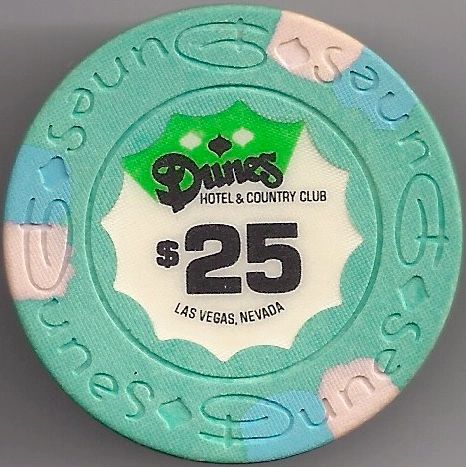 Dunes
HOTEL & COUNTRY CLUB
$25
LAS VEGAS, NEVADA
Dunes
Dunes
Dunes
Dunes